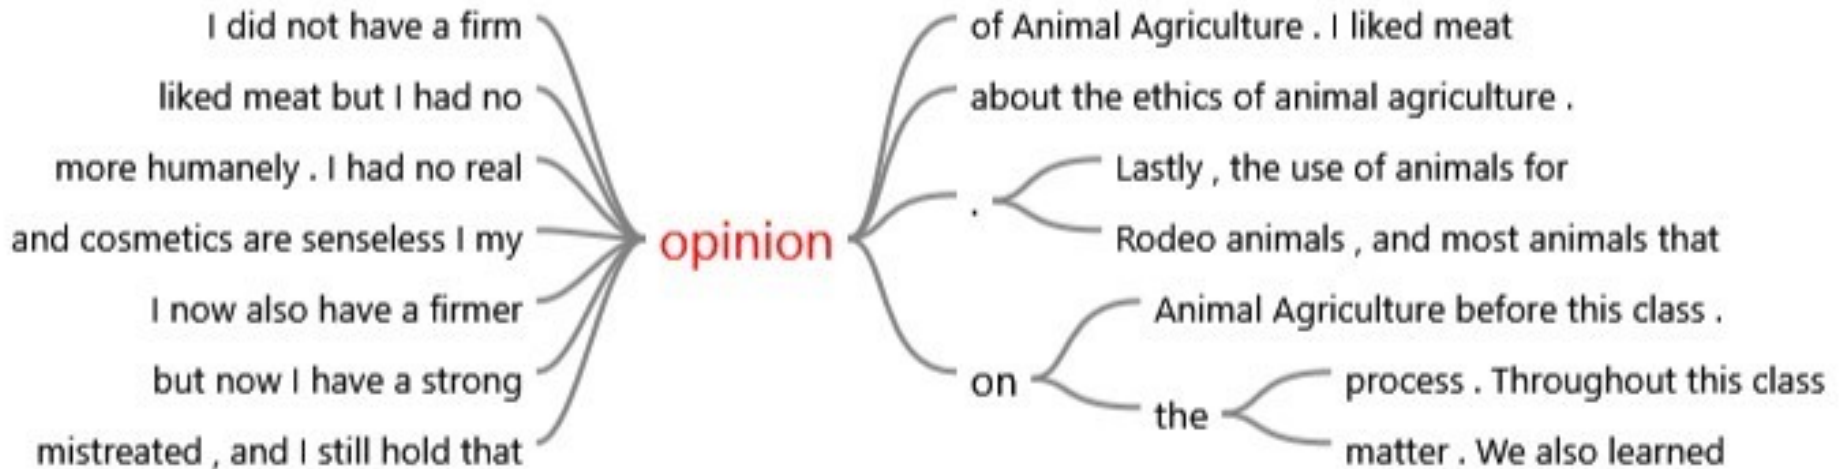 I did not have a firm
liked meat but I had no
more humanely . I had no real
and cosmetics are senseless I my
I now also have a firmer
but now I have a strong
mistreated , and I still hold that
opinion
of Animal Agriculture . I liked meat
about the ethics of animal agriculture .
.
Lastly , the use of animals for
Rodeo animals , and most animals that
on
Animal Agriculture before this class .
the
process . Throughout this class
matter . We also learned